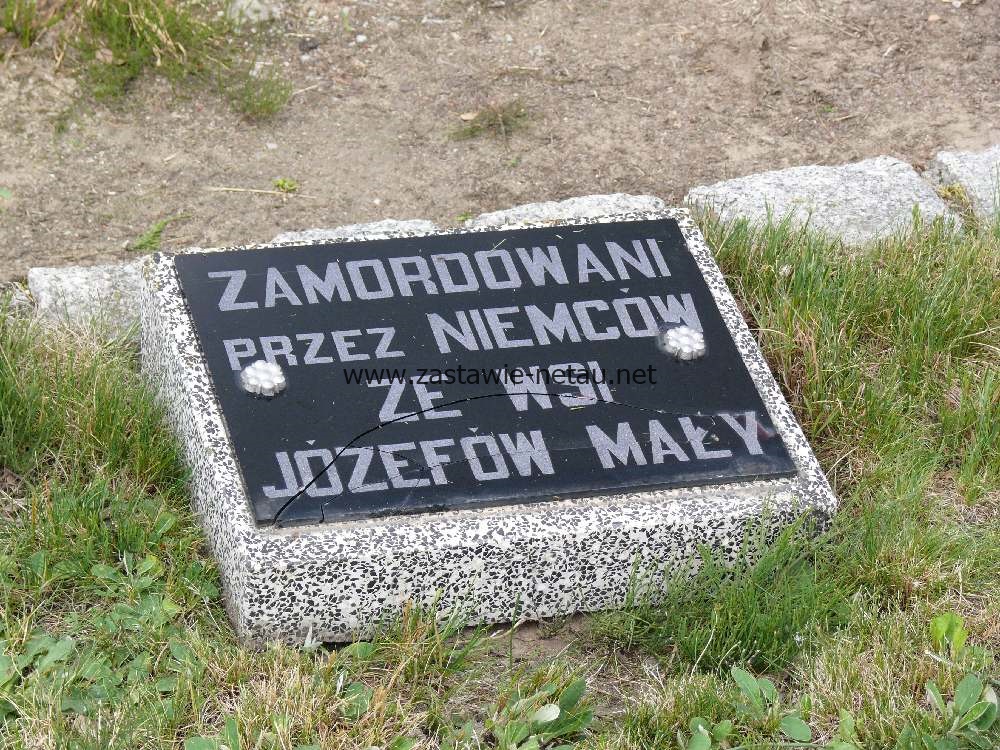 ZAMORDOWANI
PRZEZ NIEMCÓW
ZE WSI
JÓZEFÓW MAŁY
www.zastawie-netau.net